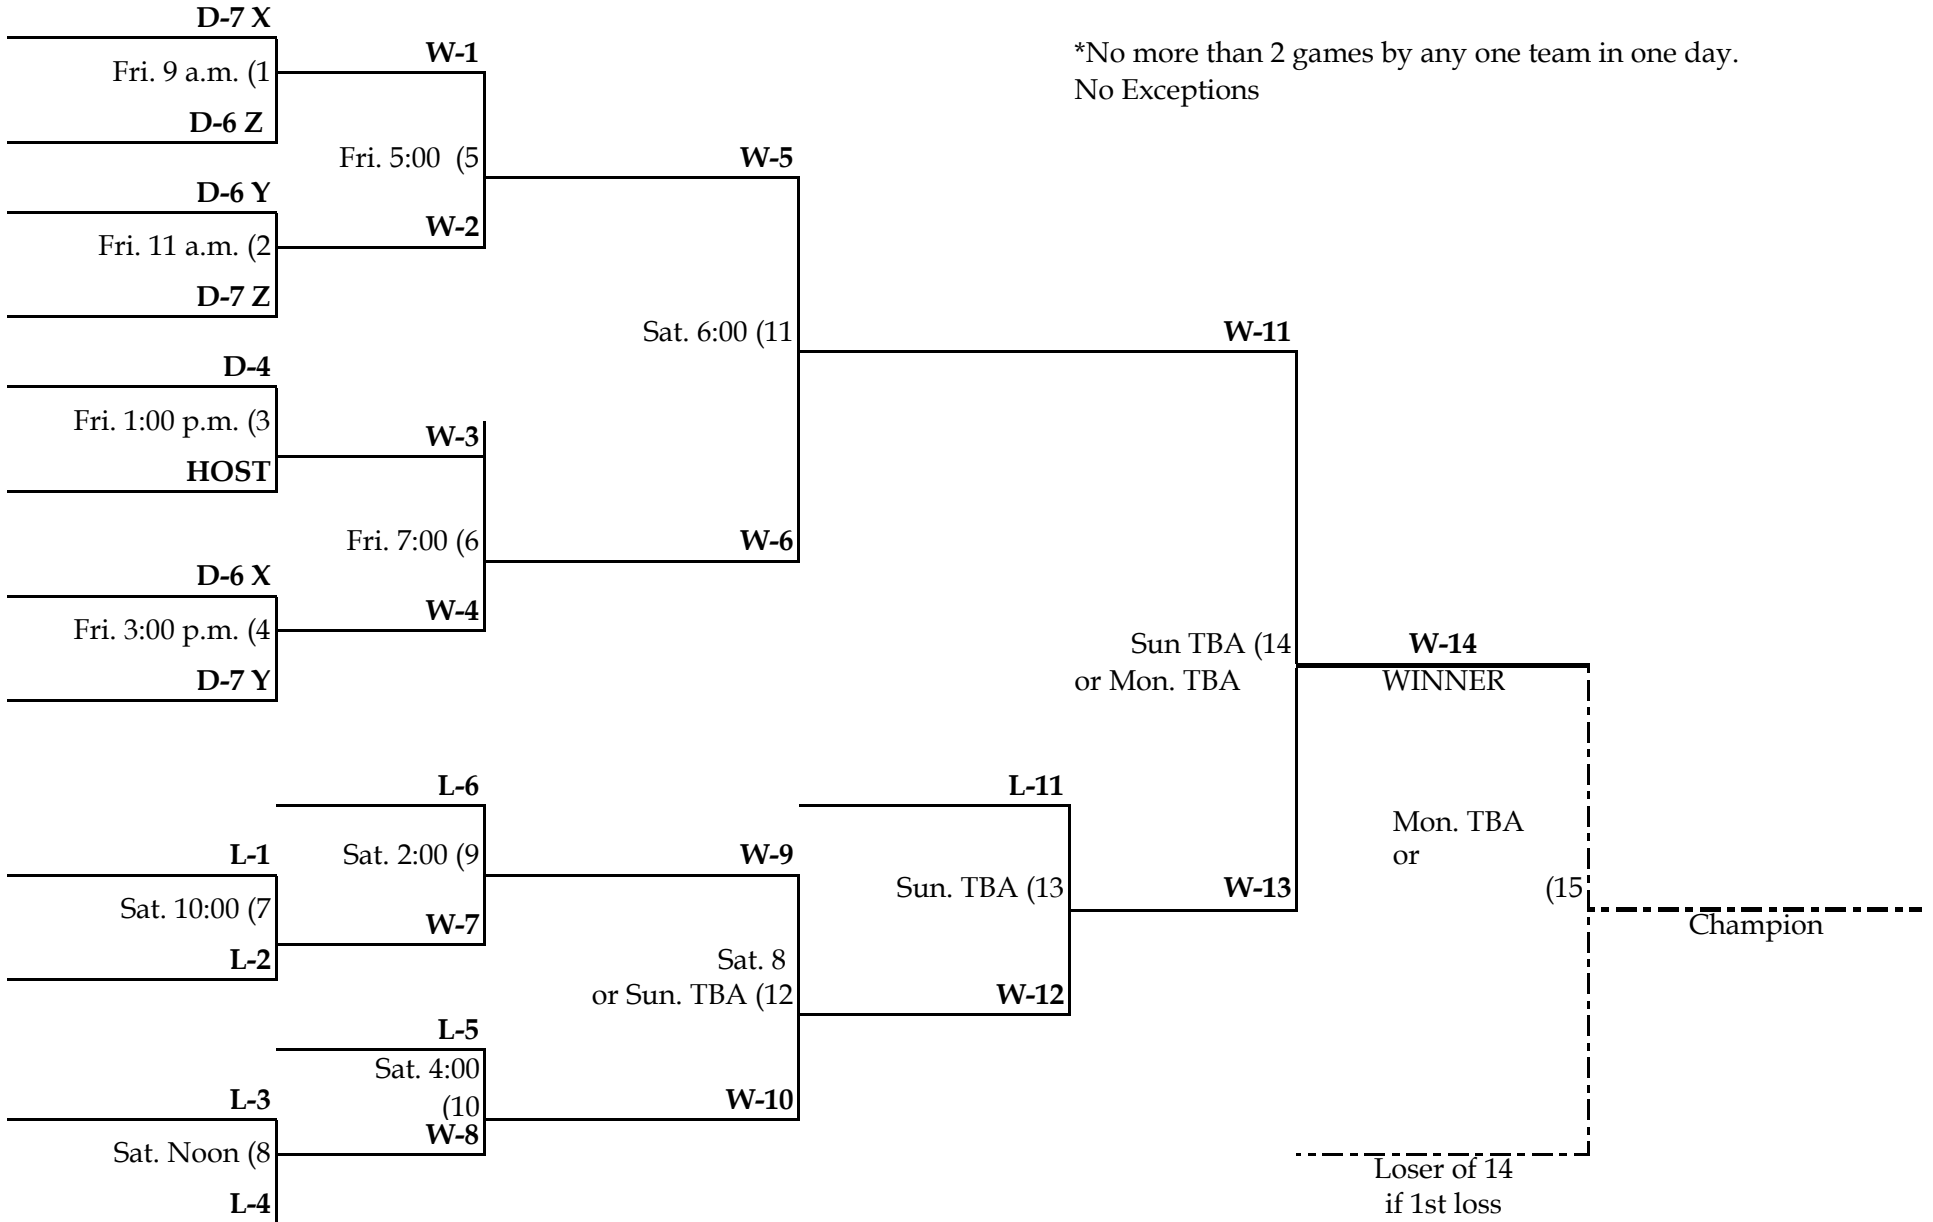 D-7 X
Fri. 9 a.m. (1
D-6 Z
W-1
*No more than 2 games by any one team in one day.
No Exceptions
Fri. 5:00  (5
W-5
D-6 Y
Fri. 11 a.m. (2
D-7 Z
W-2
Sat. 6:00 (11
W-11
D-4
Fri. 1:00 p.m. (3
HOST
W-3
Fri. 7:00 (6
W-6
D-6 X
Fri. 3:00 p.m. (4
D-7 Y
W-4
Sun TBA (14
or Mon. TBA
W-14
WINNER
L-6
Sat. 2:00 (9
W-7
L-1
Sat. 10:00 (7
L-2
W-9
L-11
Sun. TBA (13
W-13
Mon. TBA
or
(15
Champion
Sat. 8
or Sun. TBA (12
W-12
L-5
Sat. 4:00
(10
W-8
W-10
L-3
Sat. Noon (8
L-4
Loser of 14
if 1st loss